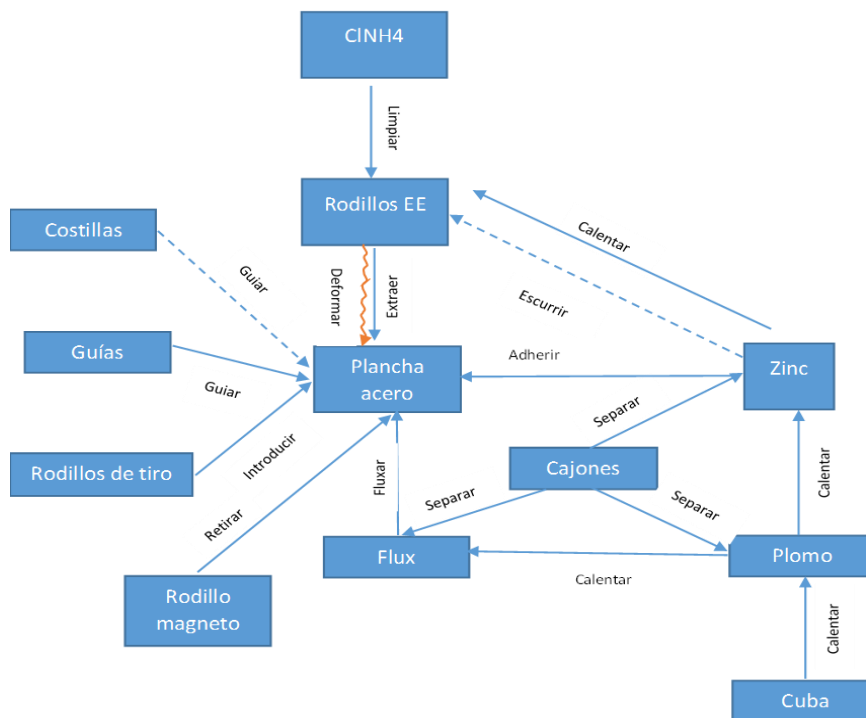 ClNH4
Limpiar
Rodillos EE
Costillas
Guiar
Deformar
Extraer
Calentar
Escurrir
Guías
Guiar
Plancha
acero
Adherir
Zinc
Separar
Rodillos de tiro
Introducir
Retirar
Fluxar
Separar
Cajones
Separar
Calentar
Flux
Calentar
Plomo
Rodillo
magneto
Calentar
Cuba